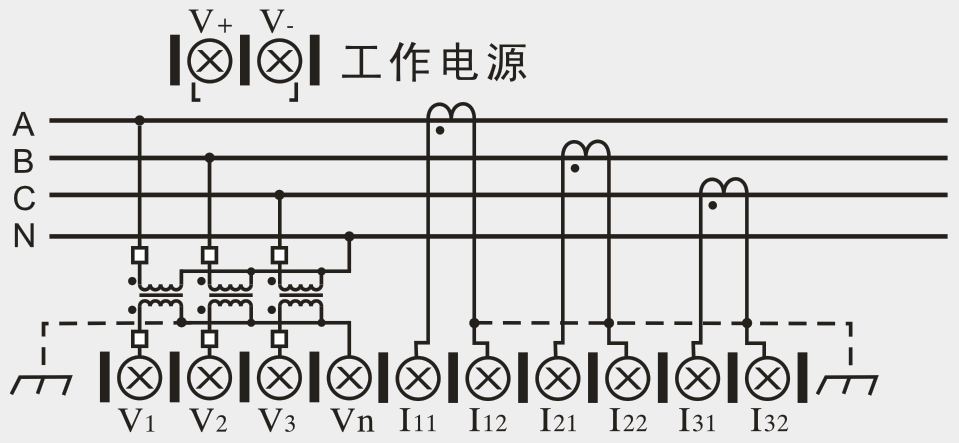 V+ V-
工作电源
A
B
C
N
V1 V2 V3 Vn I11 I12 I21 I22 I31 I32